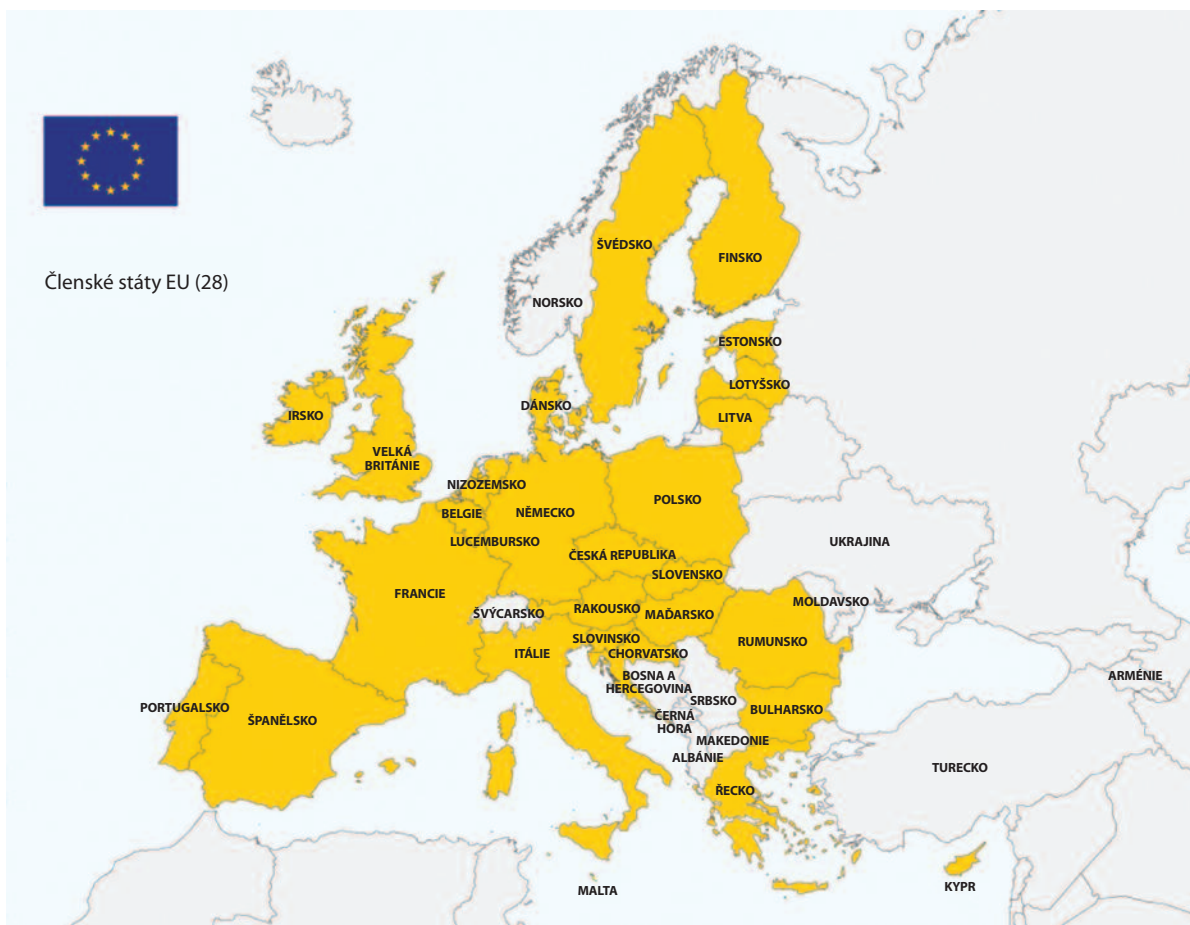 Členské státy EU (28)
ŠVÉDSKO
FINSKO
NORSKO
ESTONSKO
LOTYŠSKO
LITVA
DÁNSKO
IRSKO
VELKÁ
BRITÁNIE
NIZOZEMSKO
BELGIE
NĚMECKO
POLSKO
LUCEMBURSKO
ČESKÁ REPUBLIKA
UKRAJINA
SLOVENSKO
FRANCIE
ŠVÝCARSKO
RAKOUSKO
MAĎARSKO
MOLDAVSKO
SLOVINSKO
RUMUNSKO
ITÁLIE
CHORVATSKO
BOSNA A
HERCEGOVINA
ARMÉNIE
SRBSKO
PORTUGALSKO
ŠPANĚLSKO
BULHARSKO
ČERNÁ
HORA
MAKEDONIE
ALBÁNIE
TURECKO
ŘECKO
MALTA
KYPR